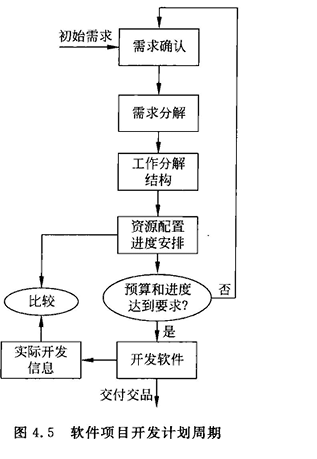 初始需求
需求确认
需求分解
工作分解
结构
资源配置
进度安排
预算和进度
达到要求?
否
比较
是
实际开发
信息
开发软件
交付交品
图 4.5 软件项目开发计划周期